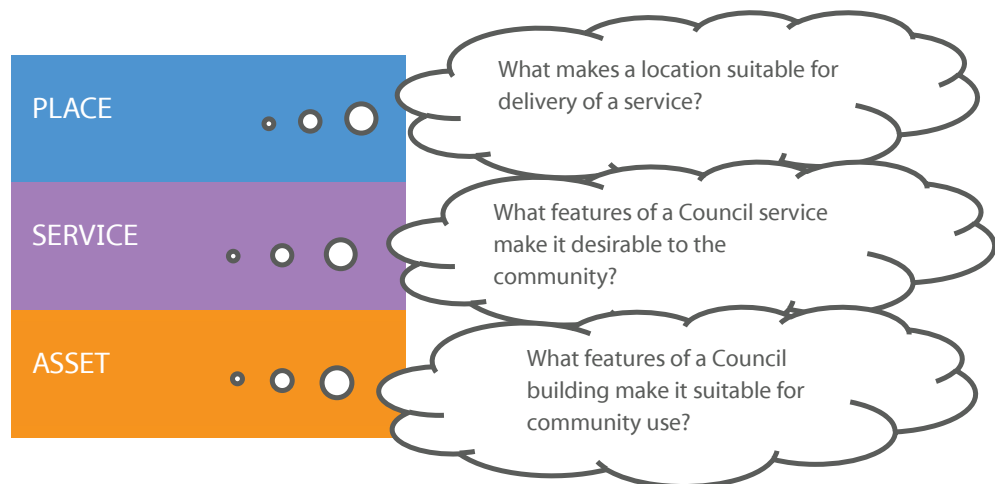 PLACE
What makes a location suitable for
delivery of a service?
SERVICE
What features of a Council service
make it desirable to the
community?
ASSET
What features of a Council
building make it suitable for
community use?